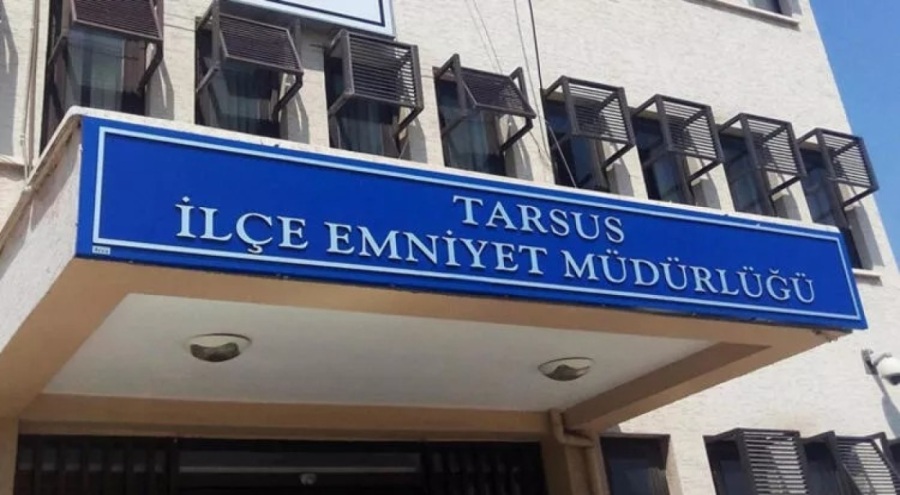 TARSUS
İLÇE EMNİYET MÜDÜRLÜĞÜ